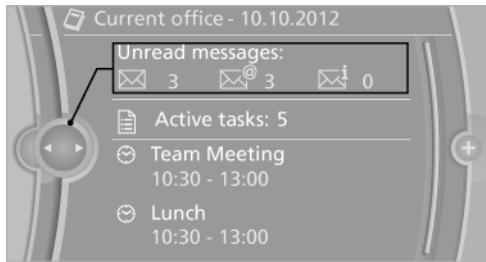 Current office - 10.10.2012
Unread messages:
3 @ 3 i 0
Active tasks: 5
Team Meeting
10:30 - 13:00
Lunch
10:30 - 13:00